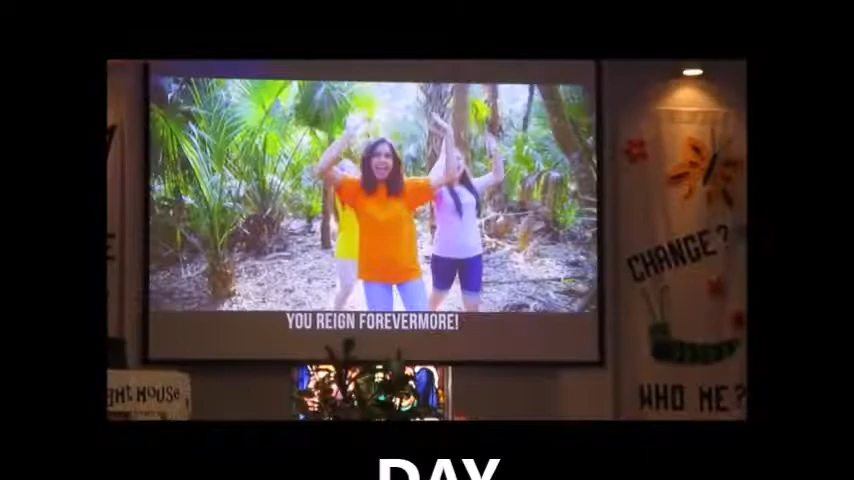 YOU REIGN FOREVERMORE!
CHANGE?
WHO ME?
GHT HOUSE
DAY